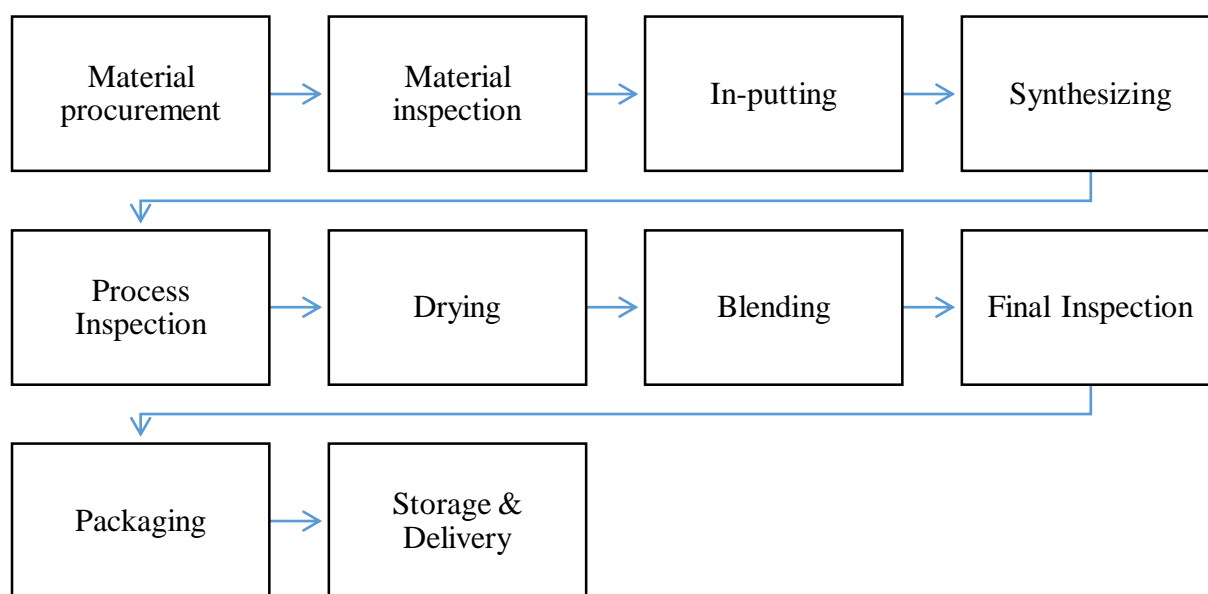 Material
procurement
Material
inspection
In-putting
Synthesizing
Process
Inspection
Drying
Blending
Final Inspection
Packaging
Storage &
Delivery